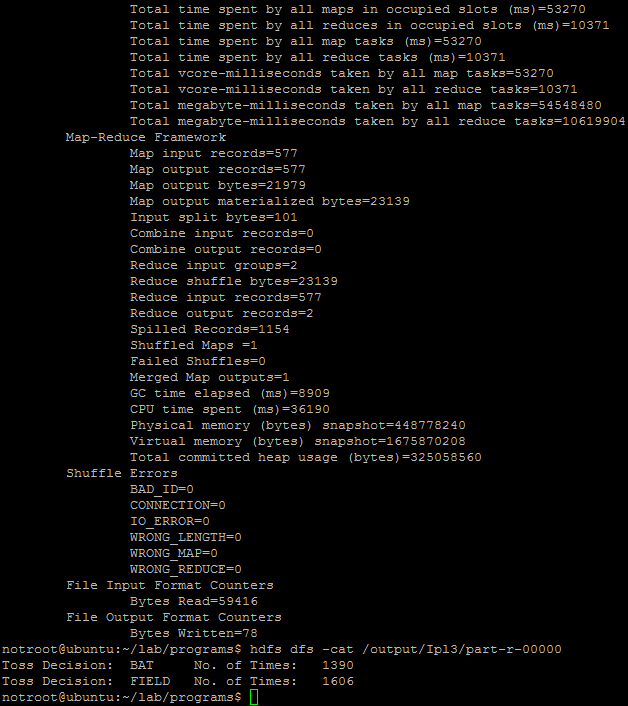 Total time spent by all maps in occupied slots (ms)=53270
Total time spent by all reduces in occupied slots (ms)=10371
Total time spent by all map tasks (ms)=53270
Total time spent by all reduce tasks (ms)=10371
Total vcore-milliseconds taken by all map tasks=53270
Total vcore-milliseconds taken by all reduce tasks=10371
Total megabyte-milliseconds taken by all map tasks=54548480
Total megabyte-milliseconds taken by all reduce tasks=10619904
Map-Reduce Framework
Map input records=577
Map output records=577
Map output bytes=21979
Map output materialized bytes=23139
Input split bytes=101
Combine input records=0
Combine output records=0
Reduce input groups=2
Reduce shuffle bytes=23139
Reduce input records=577
Reduce output records=2
Spilled Records=1154
Shuffled Maps =1
Failed Shuffles=0
Merged Map outputs=1
GC time elapsed (ms)=8909
CPU time spent (ms)=36190
Physical memory (bytes) snapshot=448778240
Virtual memory (bytes) snapshot=1675870208
Total committed heap usage (bytes)=325058560
Shuffle Errors
BAD_ID=0
CONNECTION=0
IO_ERROR=0
WRONG_LENGTH=0
WRONG_MAP=0
WRONG_REDUCE=0
File Input Format Counters
Bytes Read=59416
File Output Format Counters
Bytes Written=78
notroot@ubuntu:~/lab/programs$ hdfs dfs -cat /output/Ipl3/part-r-00000
Toss Decision:  BAT     No. of Times:   1390
Toss Decision:  FIELD   No. of Times:   1606
notroot@ubuntu:~/lab/programs$